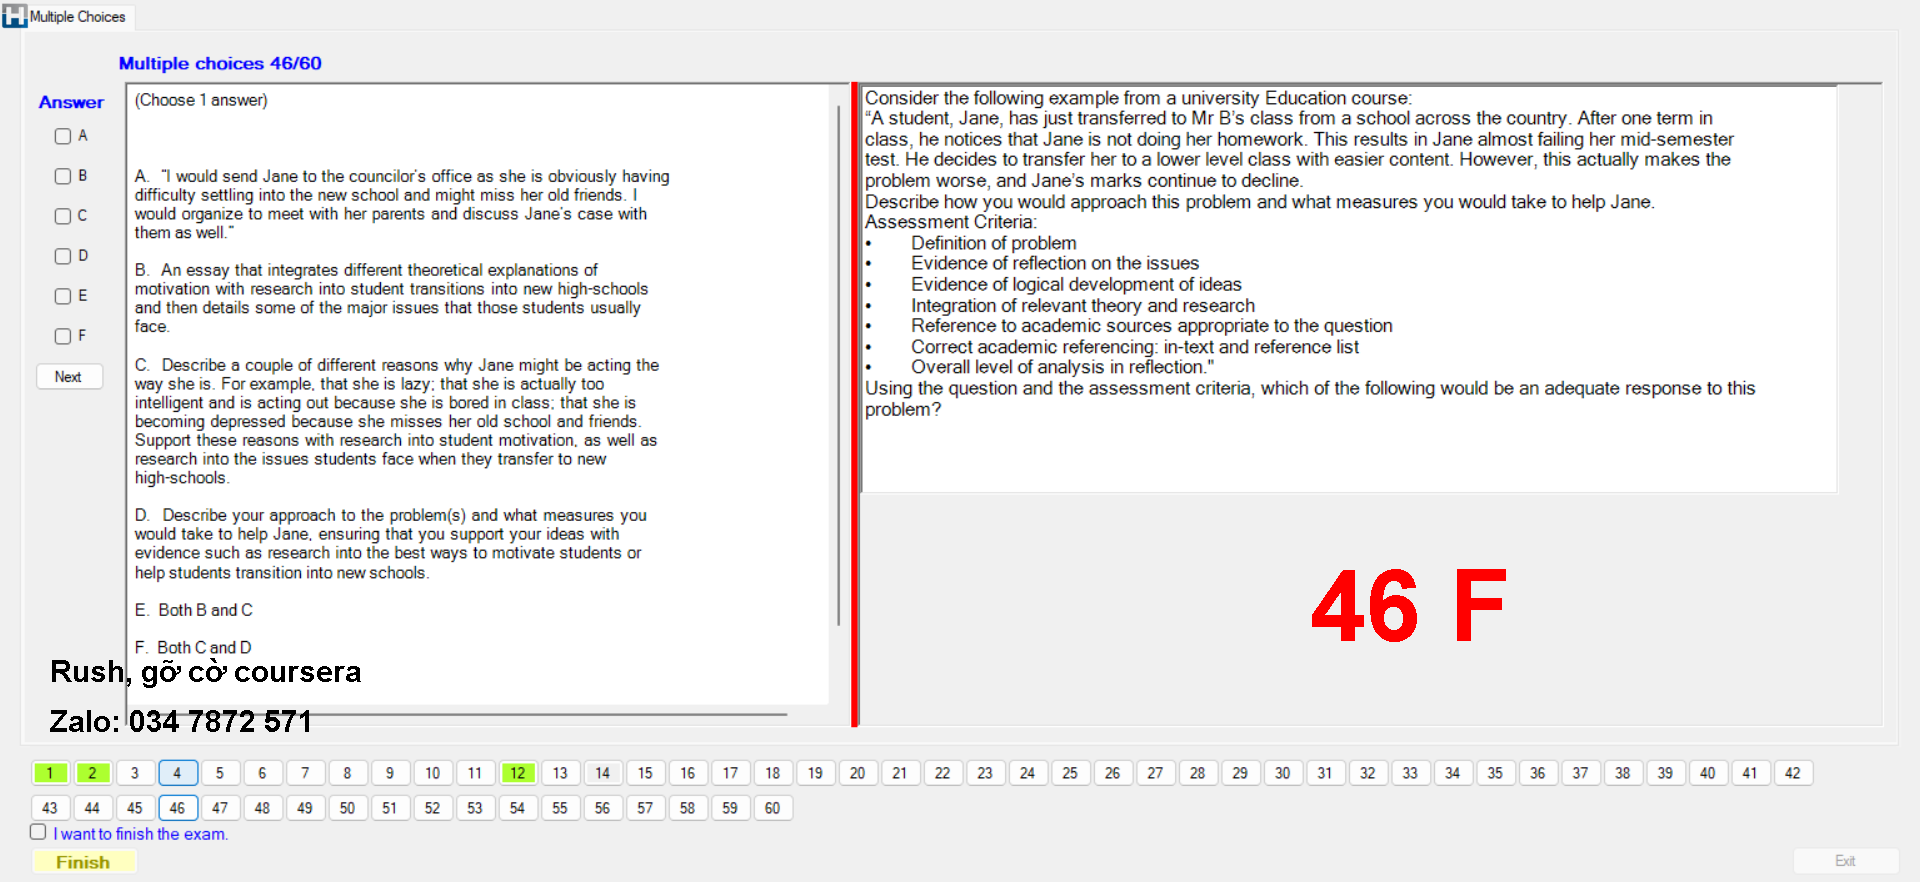 Multiple Choices
Multiple choices 46/60
Answer
A
B
C
D
E
F
Next
(Choose 1 answer)
A. "I would send Jane to the councilor's office as she is obviously having
difficulty settling into the new school and might miss her old friends. I
would organize to meet with her parents and discuss Jane's case with
them as well."
B. An essay that integrates different theoretical explanations of
motivation with research into student transitions into new high-schools
and then details some of the major issues that those students usually
face.
C. Describe a couple of different reasons why Jane might be acting the
way she is. For example, that she is lazy; that she is actually too
intelligent and is acting out because she is bored in class; that she is
becoming depressed because she misses her old school and friends.
Support these reasons with research into student motivation, as well as
research into the issues students face when they transfer to new
high-schools.
D. Describe your approach to the problem(s) and what measures you
would take to help Jane, ensuring that you support your ideas with
evidence such as research into the best ways to motivate students or
help students transition into new schools.
E. Both B and C
F. Both C and D
Rush, gỡ cờ coursera
Zalo: 034 7872 571
Consider the following example from a university Education course:
“A student, Jane, has just transferred to Mr B’s class from a school across the country. After one term in
class, he notices that Jane is not doing her homework. This results in Jane almost failing her mid-semester
test. He decides to transfer her to a lower level class with easier content. However, this actually makes the
problem worse, and Jane’s marks continue to decline.
Describe how you would approach this problem and what measures you would take to help Jane.
Assessment Criteria:
• Definition of problem
• Evidence of reflection on the issues
• Evidence of logical development of ideas
• Integration of relevant theory and research
• Reference to academic sources appropriate to the question
• Correct academic referencing: in-text and reference list
• Overall level of analysis in reflection."
Using the question and the assessment criteria, which of the following would be an adequate response to this
problem?
46 F
1 2 3 4 5 6 7 8 9 10 11 12 13 14 15 16 17 18 19 20 21 22 23 24 25 26 27 28 29 30 31 32 33 34 35 36 37 38 39 40 41 42
43 44 45 46 47 48 49 50 51 52 53 54 55 56 57 58 59 60
I want to finish the exam.
Finish
Exit